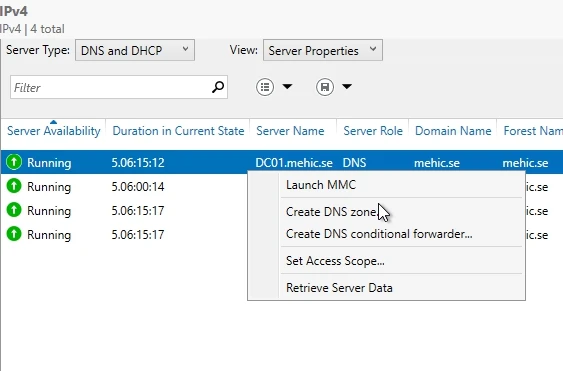 IPv4
IPv4 | 4 total
Server Type: DNS and DHCP View: Server Properties
Filter
Server Availability Duration in Current State Server Name Server Role Domain Name Forest Nam
Running 5.06:15:12 DC01.mehic.se DNS mehic.se mehic.se
Running 5.06:00:14 ic.se
Running 5.06:15:17 ic.se
Running 5.06:15:17 ic.se
Launch MMC
Create DNS zone...
Create DNS conditional forwarder...
Set Access Scope...
Retrieve Server Data